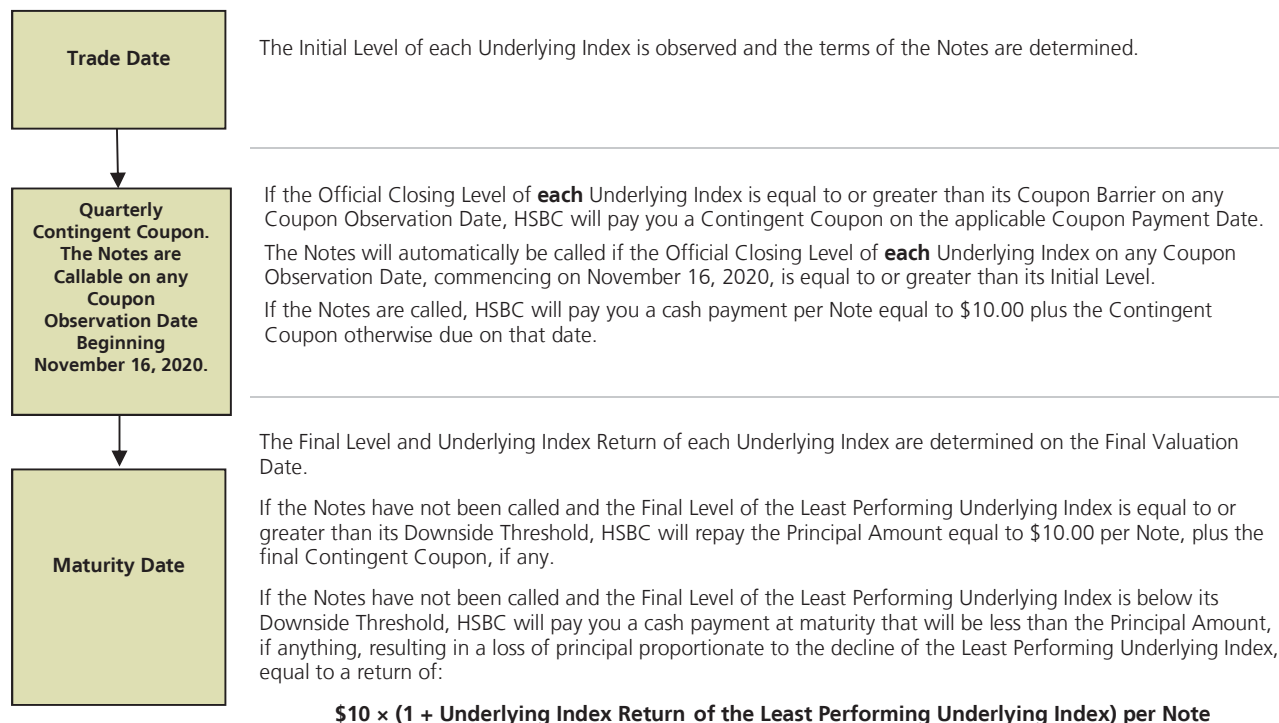 Trade Date
The Initial Level of each Underlying Index is observed and the terms of the Notes are determined.
Quarterly
Contingent Coupon.
The Notes are
Callable on any
Coupon
Observation Date
Beginning
November 16, 2020.
If the Official Closing Level of each Underlying Index is equal to or greater than its Coupon Barrier on any
Coupon Observation Date, HSBC will pay you a Contingent Coupon on the applicable Coupon Payment Date.
The Notes will automatically be called if the Official Closing Level of each Underlying Index on any Coupon
Observation Date, commencing on November 16, 2020, is equal to or greater than its Initial Level.
If the Notes are called, HSBC will pay you a cash payment per Note equal to $10.00 plus the Contingent
Coupon otherwise due on that date.
Maturity Date
The Final Level and Underlying Index Return of each Underlying Index are determined on the Final Valuation
Date.
If the Notes have not been called and the Final Level of the Least Performing Underlying Index is equal to or
greater than its Downside Threshold, HSBC will repay the Principal Amount equal to $10.00 per Note, plus the
final Contingent Coupon, if any.
If the Notes have not been called and the Final Level of the Least Performing Underlying Index is below its
Downside Threshold, HSBC will pay you a cash payment at maturity that will be less than the Principal Amount,
if anything, resulting in a loss of principal proportionate to the decline of the Least Performing Underlying Index,
equal to a return of:
$10 × (1 + Underlying Index Return of the Least Performing Underlying Index) per Note